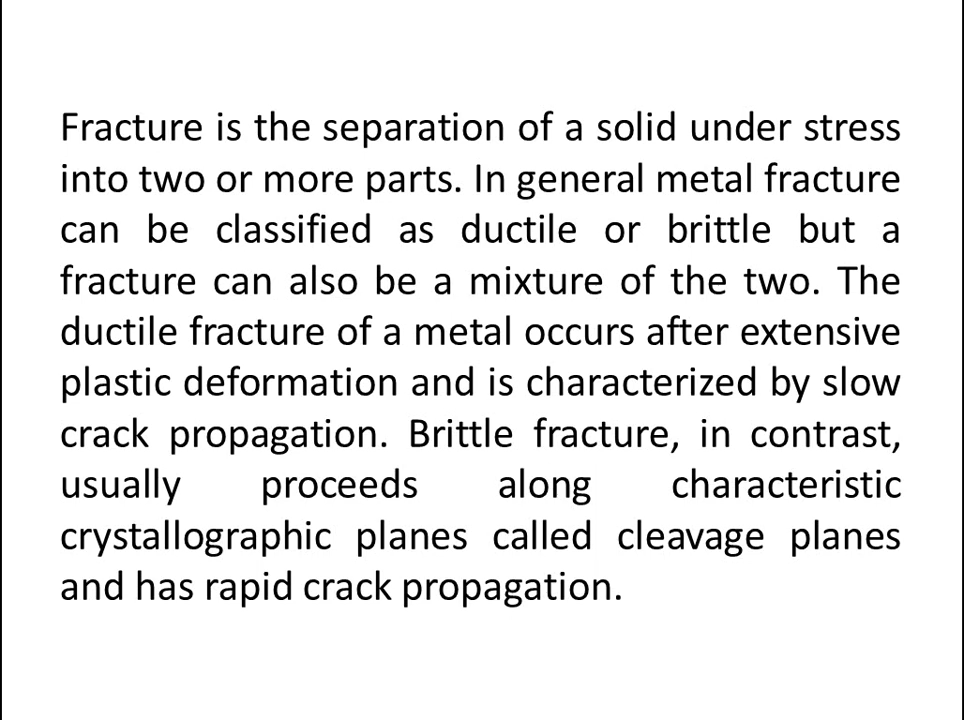 Fracture is the separation of a solid under stress
into two or more parts. In general metal fracture
can be classified as ductile or brittle but a
fracture can also be a mixture of the two. The
ductile fracture of a metal occurs after extensive
plastic deformation and is characterized by slow
crack propagation. Brittle fracture, in contrast,
usually proceeds along characteristic
crystallographic planes called cleavage planes
and has rapid crack propagation.